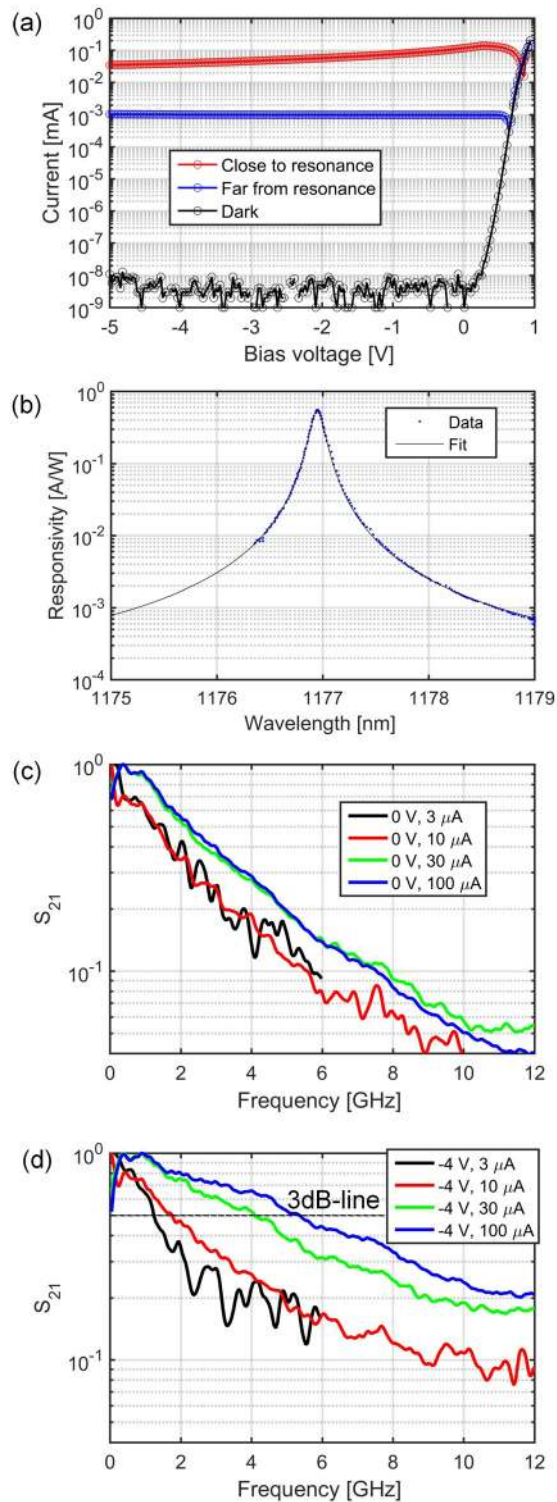 (a)
10^0
10^-1
10^-2
10^-3
10^-4
10^-5
10^-6
10^-7
10^-8
10^-9
Current [mA]
Close to resonance
Far from resonance
Dark
-5 -4 -3 -2 -1 0 1
Bias voltage [V]
(b)
10^0
10^-1
10^-2
10^-3
10^-4
Responsivity [A/W]
Data
Fit
1175 1176 1177 1178 1179
Wavelength [nm]
(c)
10^0
10^-1
S_21
0 V, 3 μA
0 V, 10 μA
0 V, 30 μA
0 V, 100 μA
0 2 4 6 8 10 12
Frequency [GHz]
(d)
10^0
10^-1
S_21
-4 V, 3 μA
-4 V, 10 μA
-4 V, 30 μA
-4 V, 100 μA
3dB-line
0 2 4 6 8 10 12
Frequency [GHz]